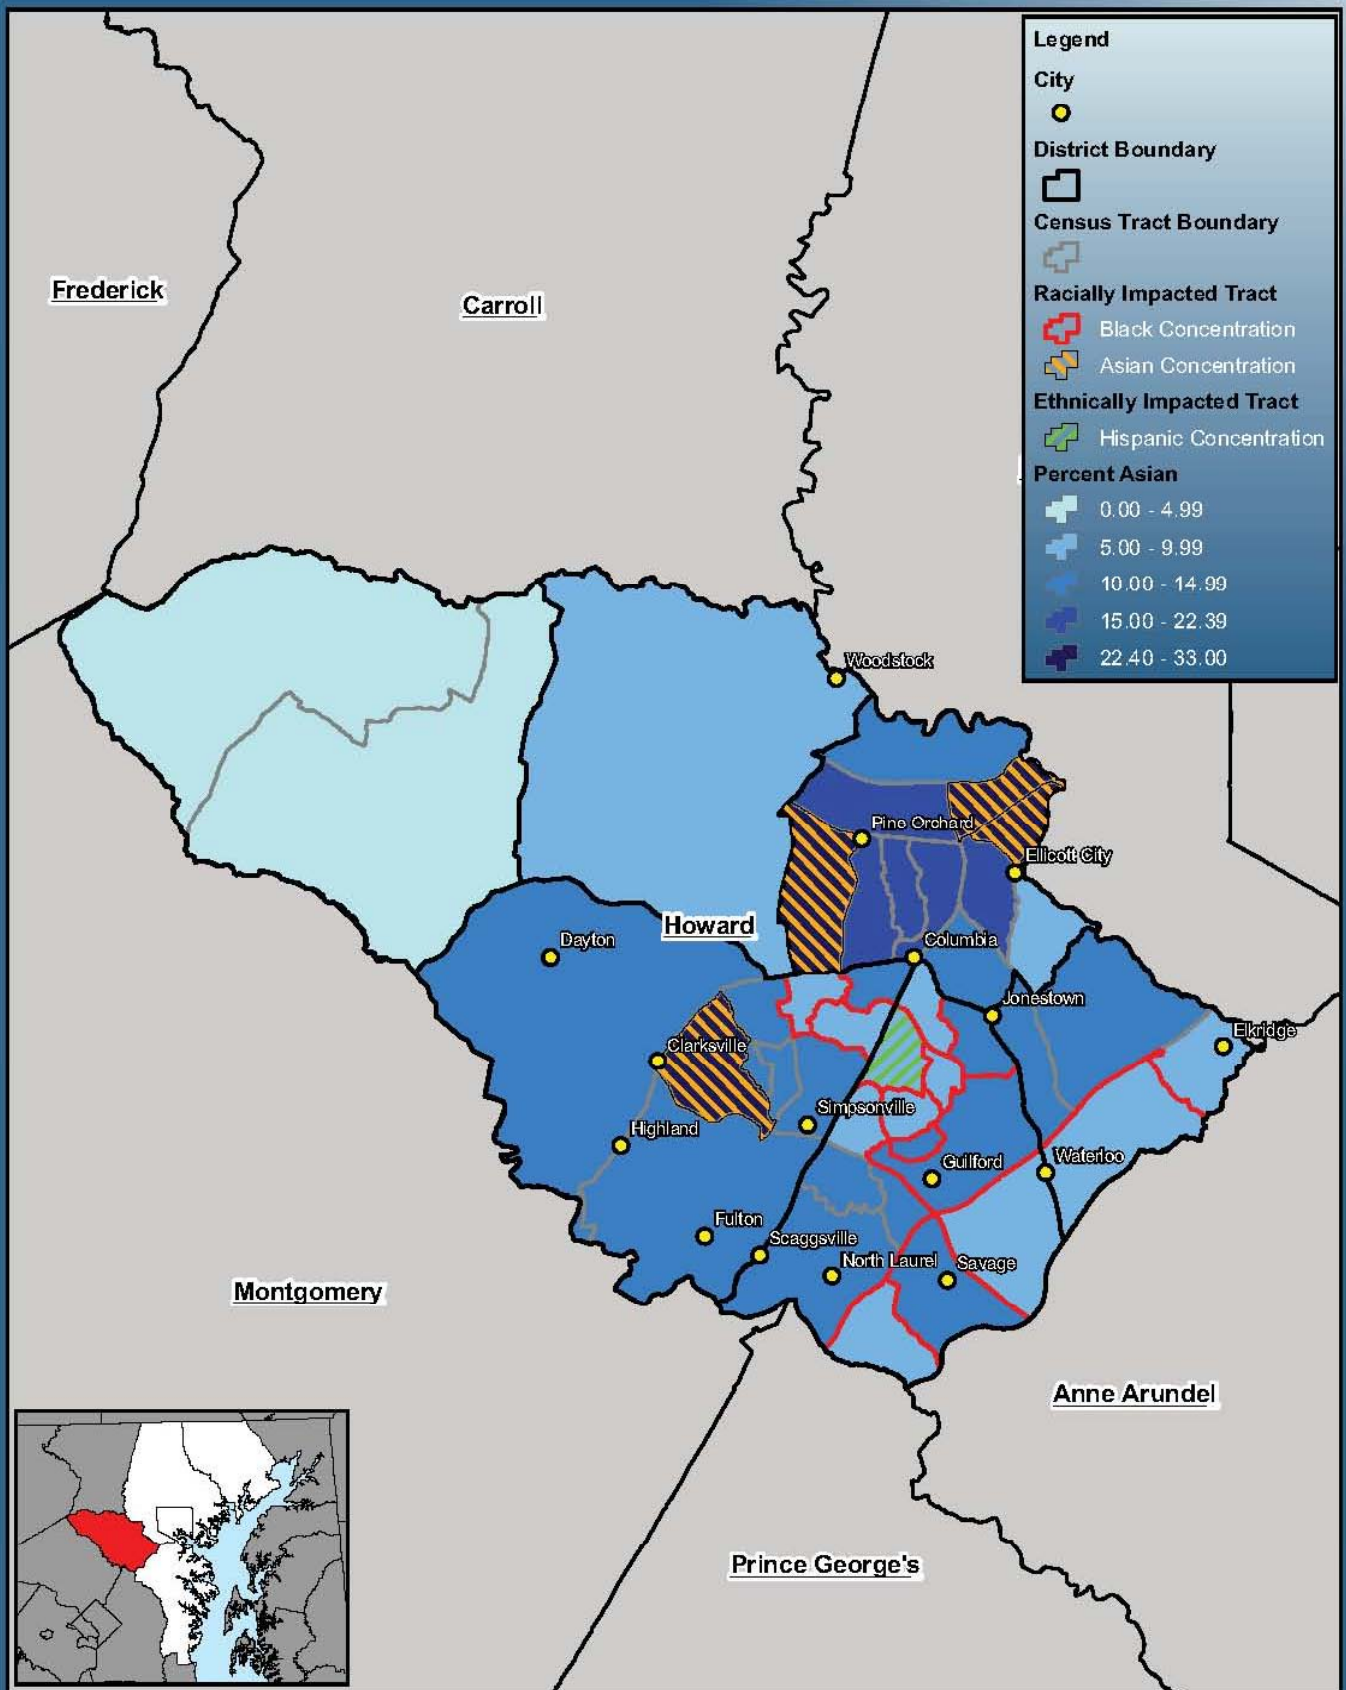 Legend
City
District Boundary
Census Tract Boundary
Racially Impacted Tract
Black Concentration
Asian Concentration
Ethnically Impacted Tract
Hispanic Concentration
Percent Asian
0.00 - 4.99
5.00 - 9.99
10.00 - 14.99
15.00 - 22.39
22.40 - 33.00
Frederick
Carroll
Woodstock
Pine Orchard
Ellicott City
Howard
Dayton
Columbia
Jonestown
Elkridge
Clarksville
Simpsonville
Highland
Guilford
Waterloo
Fulton
Scaggsville
North Laurel
Savage
Montgomery
Anne Arundel
Prince George's